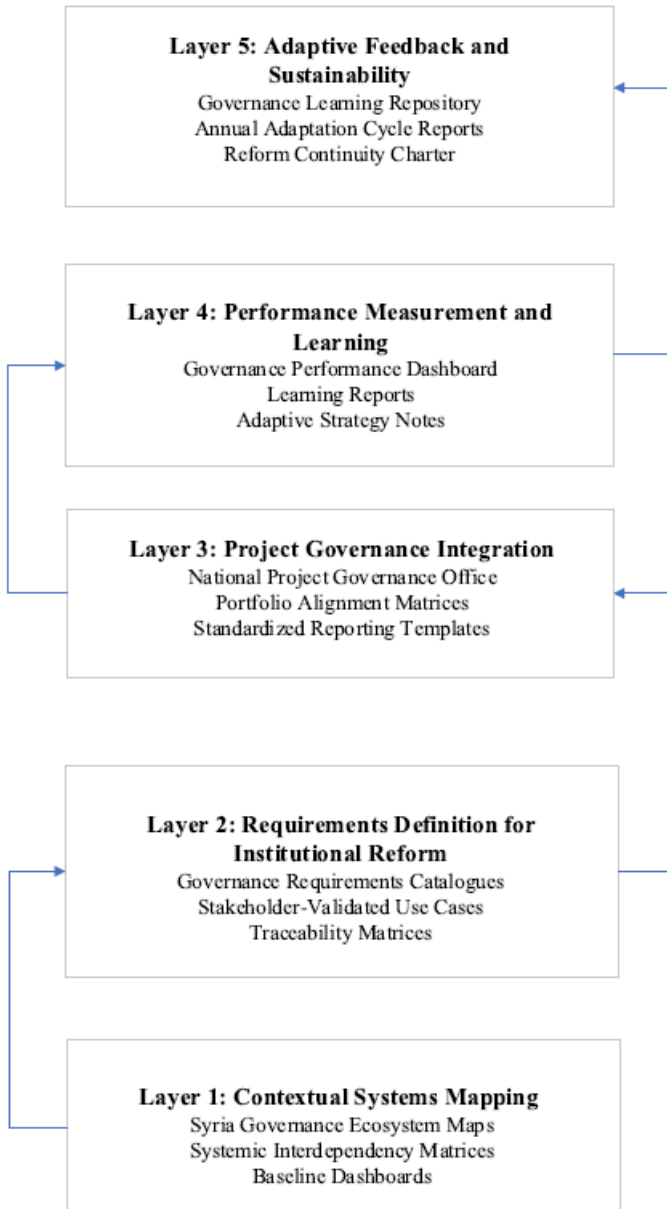 Layer 5: Adaptive Feedback and
Sustainability
Governance Learning Repository
Annual Adaptation Cycle Reports
Reform Continuity Charter
Layer 4: Performance Measurement and
Learning
Governance Performance Dashboard
Learning Reports
Adaptive Strategy Notes
Layer 3: Project Governance Integration
National Project Governance Office
Portfolio Alignment Matrices
Standardized Reporting Templates
Layer 2: Requirements Definition for
Institutional Reform
Governance Requirements Catalogues
Stakeholder-Validated Use Cases
Traceability Matrices
Layer 1: Contextual Systems Mapping
Syria Governance Ecosystem Maps
Systemic Interdependency Matrices
Baseline Dashboards